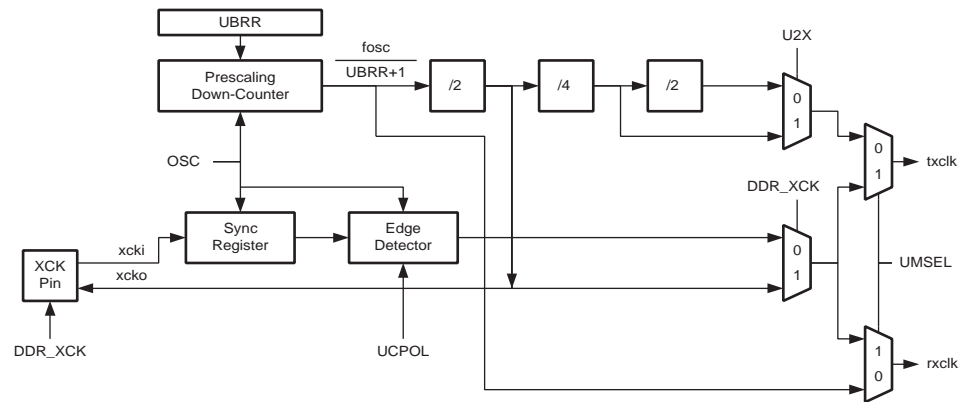 UBRR
Prescaling
Down-Counter
fosc
UBRR+1
/2
/4
/2
U2X
0
1
OSC
0
1
txclk
DDR_XCK
Sync
Register
Edge
Detector
0
1
UMSEL
XCK
Pin
xcki
xcko
DDR_XCK
UCPOL
1
0
rxclk